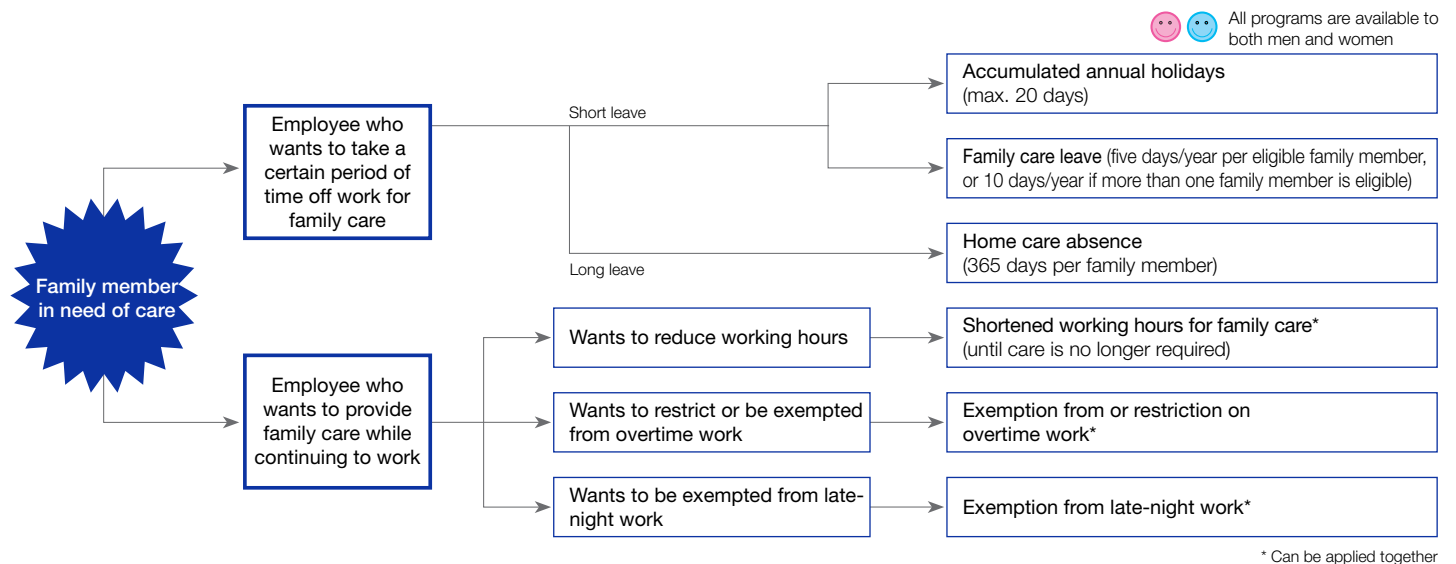 All programs are available to
both men and women
Family member
in need of care
Employee who
wants to take a
certain period of
time off work for
family care
Short leave
Long leave
Accumulated annual holidays
(max. 20 days)
Family care leave (five days/year per eligible family member,
or 10 days/year if more than one family member is eligible)
Home care absence
(365 days per family member)
Employee who
wants to provide
family care while
continuing to work
Wants to reduce working hours
Shortened working hours for family care*
(until care is no longer required)
Wants to restrict or be exempted
from overtime work
Exemption from or restriction on
overtime work*
Wants to be exempted from late-
night work
Exemption from late-night work*
* Can be applied together